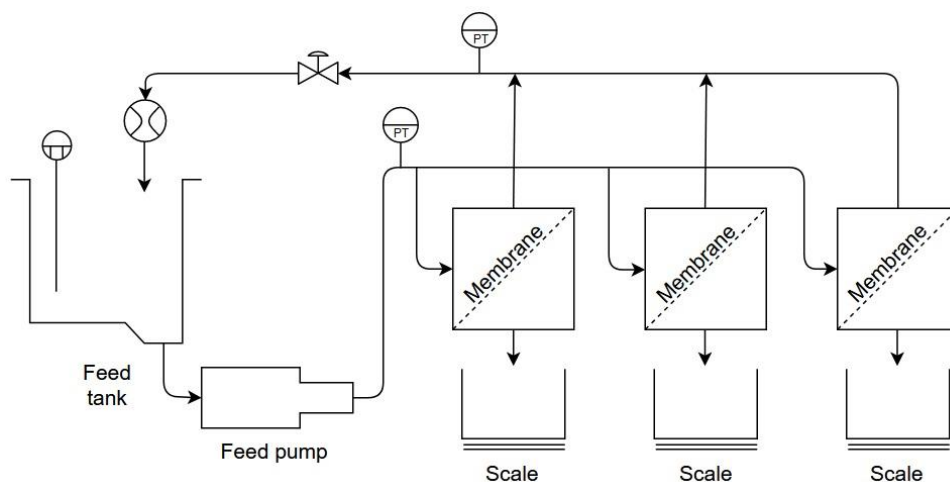 PT
PT
Membrane
Membrane
Membrane
Feed
tank
Feed pump
Scale
Scale
Scale